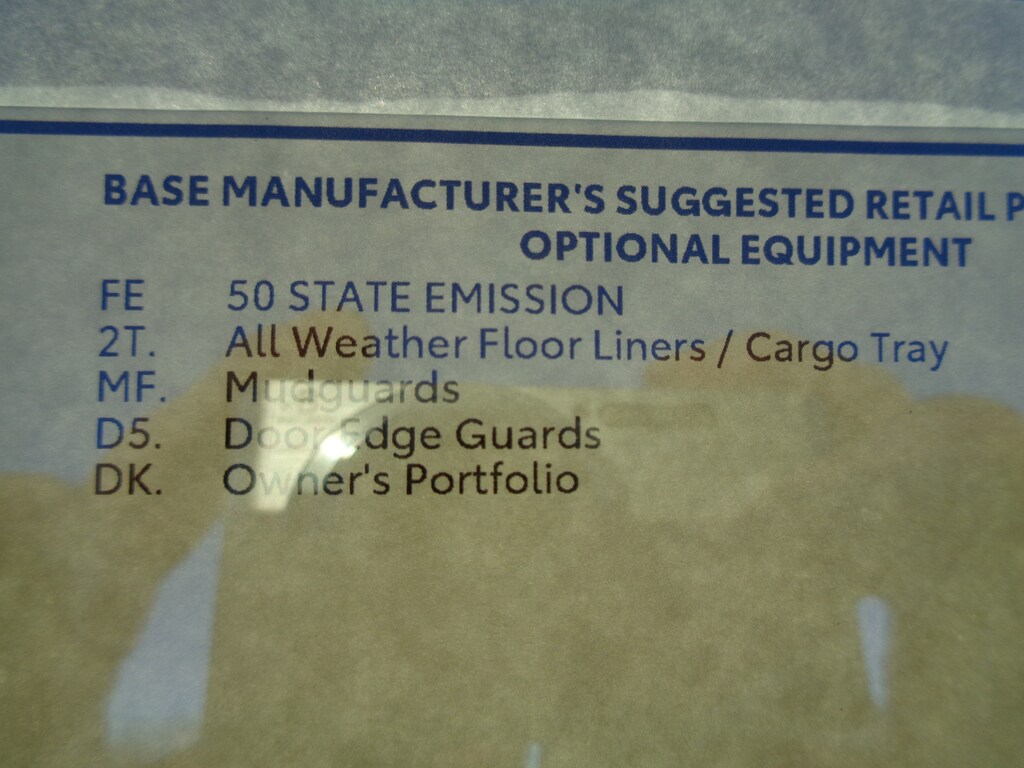 BASE MANUFACTURER'S SUGGESTED RETAIL P
OPTIONAL EQUIPMENT
FE 50 STATE EMISSION
2T. All Weather Floor Liners / Cargo Tray
MF. Mudguards
D5. Door Edge Guards
DK. Owner's Portfolio